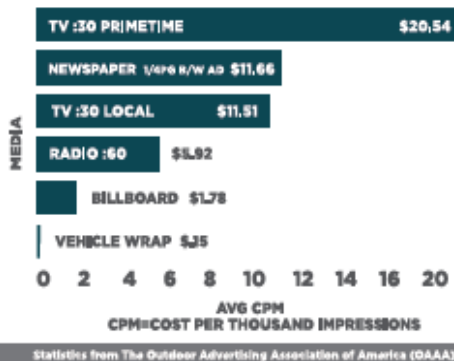 TV :30 PRIMETIME $20.54
NEWSPAPER 1/4PG B/W AD $11.66
TV :30 LOCAL $11.51
RADIO :60 $5.92
BILLBOARD $1.78
VEHICLE WRAP $.15
MEDIA
0 2 4 6 8 10 12 14 16 20
AVG CPM
CPM=COST PER THOUSAND IMPRESSIONS
Statistics from The Outdoor Advertising Association of America (OAAA)